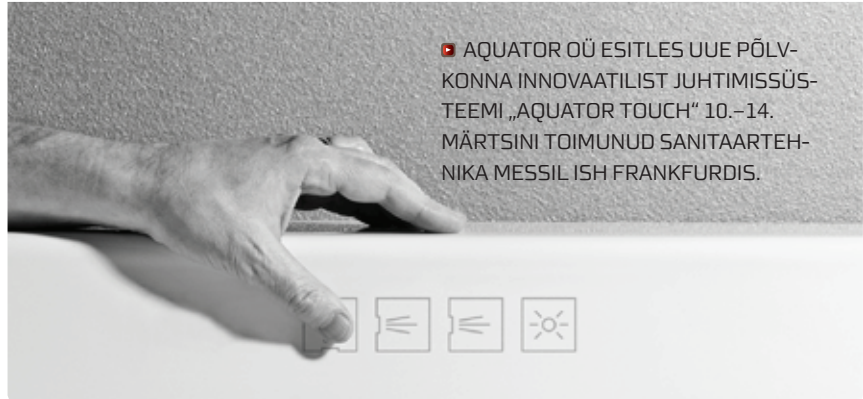 AQUATOR OÜ ESITLES UUE PÕLV-
KONNA INNOVAATILIST JUHTIMISSÜS-
TEEMI „AQUATOR TOUCH“ 10.–14.
MÄRTSINI TOIMUNUD SANITAARTEH-
NIKA MESSIL ISH FRANKFURDIS.